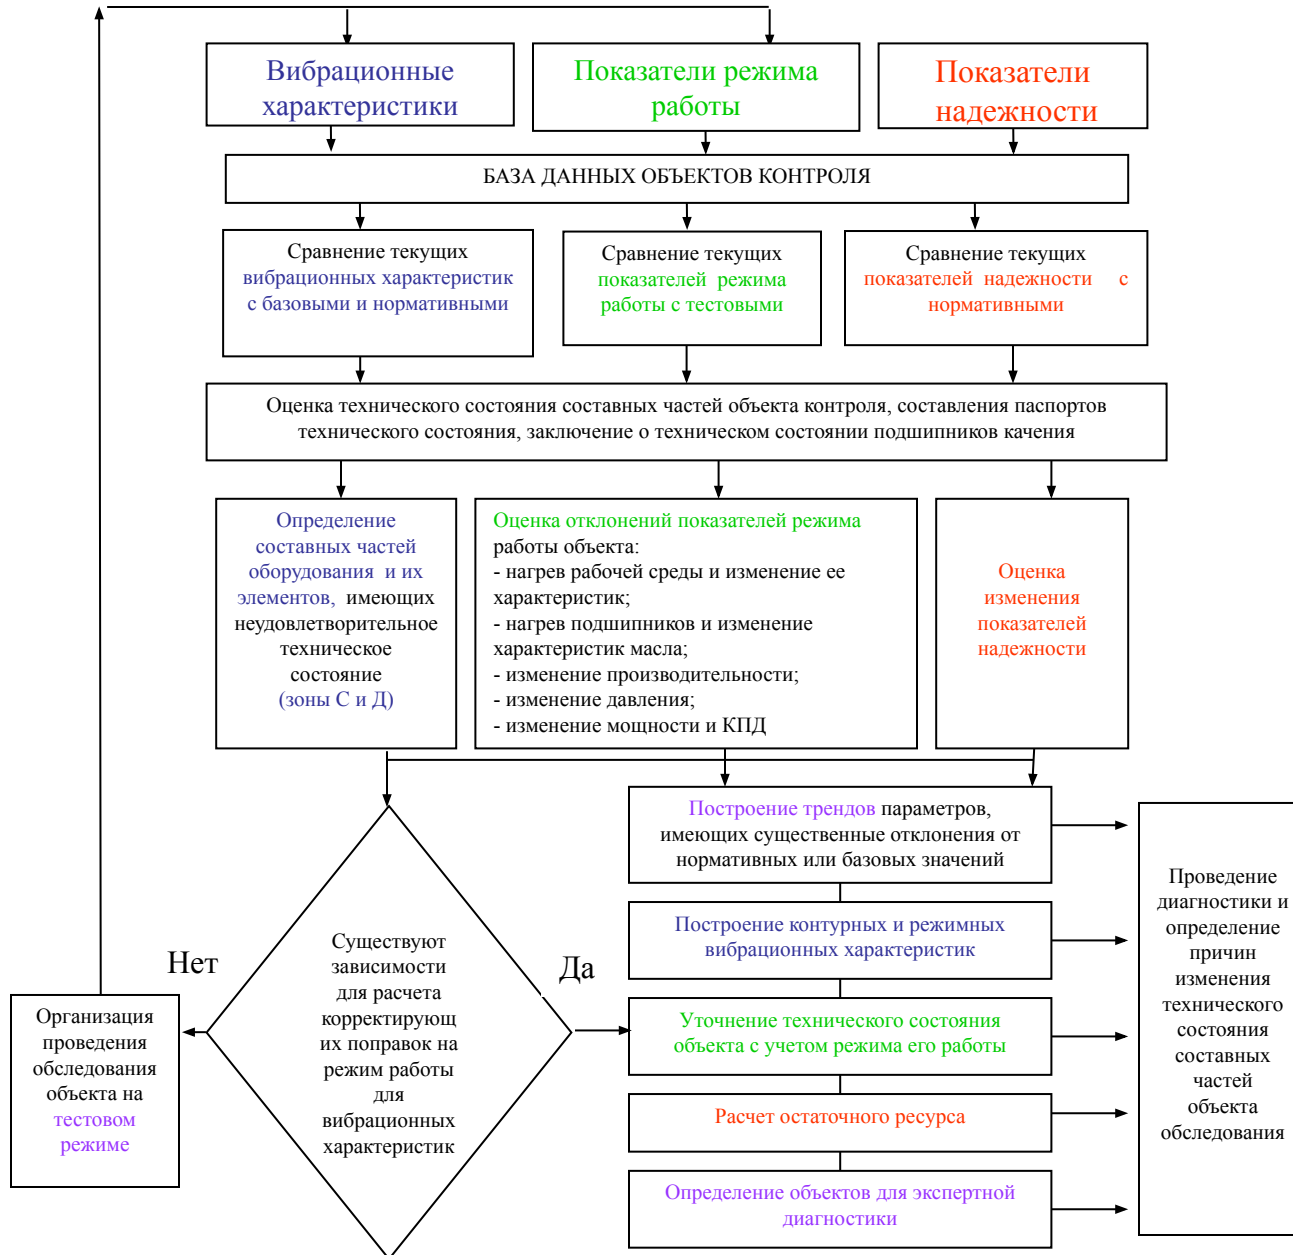 Вибрационные
характеристики
Показатели режима
работы
Показатели
надежности
БАЗА ДАННЫХ ОБЪЕКТОВ КОНТРОЛЯ
Сравнение текущих
вибрационных характеристик
с базовыми и нормативными
Сравнение текущих
показателей режима
работы с тестовыми
Сравнение текущих
показателей надежности с
нормативными
Оценка технического состояния составных частей объекта контроля, составления паспортов
технического состояния, заключение о техническом состоянии подшипников качения
Определение
составных частей
оборудования и их
элементов, имеющих
неудовлетворительное
техническое
состояние
(зоны С и Д)
Оценка отклонений показателей режима
работы объекта:
- нагрев рабочей среды и изменение ее
характеристик;
- нагрев подшипников и изменение
характеристик масла;
- изменение производительности;
- изменение давления;
- изменение мощности и КПД
Оценка
изменения
показателей
надежности
Существуют
зависимости
для расчета
корректирующ
их поправок на
режим работы
для
вибрационных
характеристик
Нет
Да
Организация
проведения
обследования
объекта на
тестовом
режиме
Построение трендов параметров,
имеющих существенные отклонения от
нормативных или базовых значений
Построение контурных и режимных
вибрационных характеристик
Уточнение технического состояния
объекта с учетом режима его работы
Расчет остаточного ресурса
Определение объектов для экспертной
диагностики
Проведение
диагностики и
определение
причин
изменения
технического
состояния
составных
частей
объекта
обследования